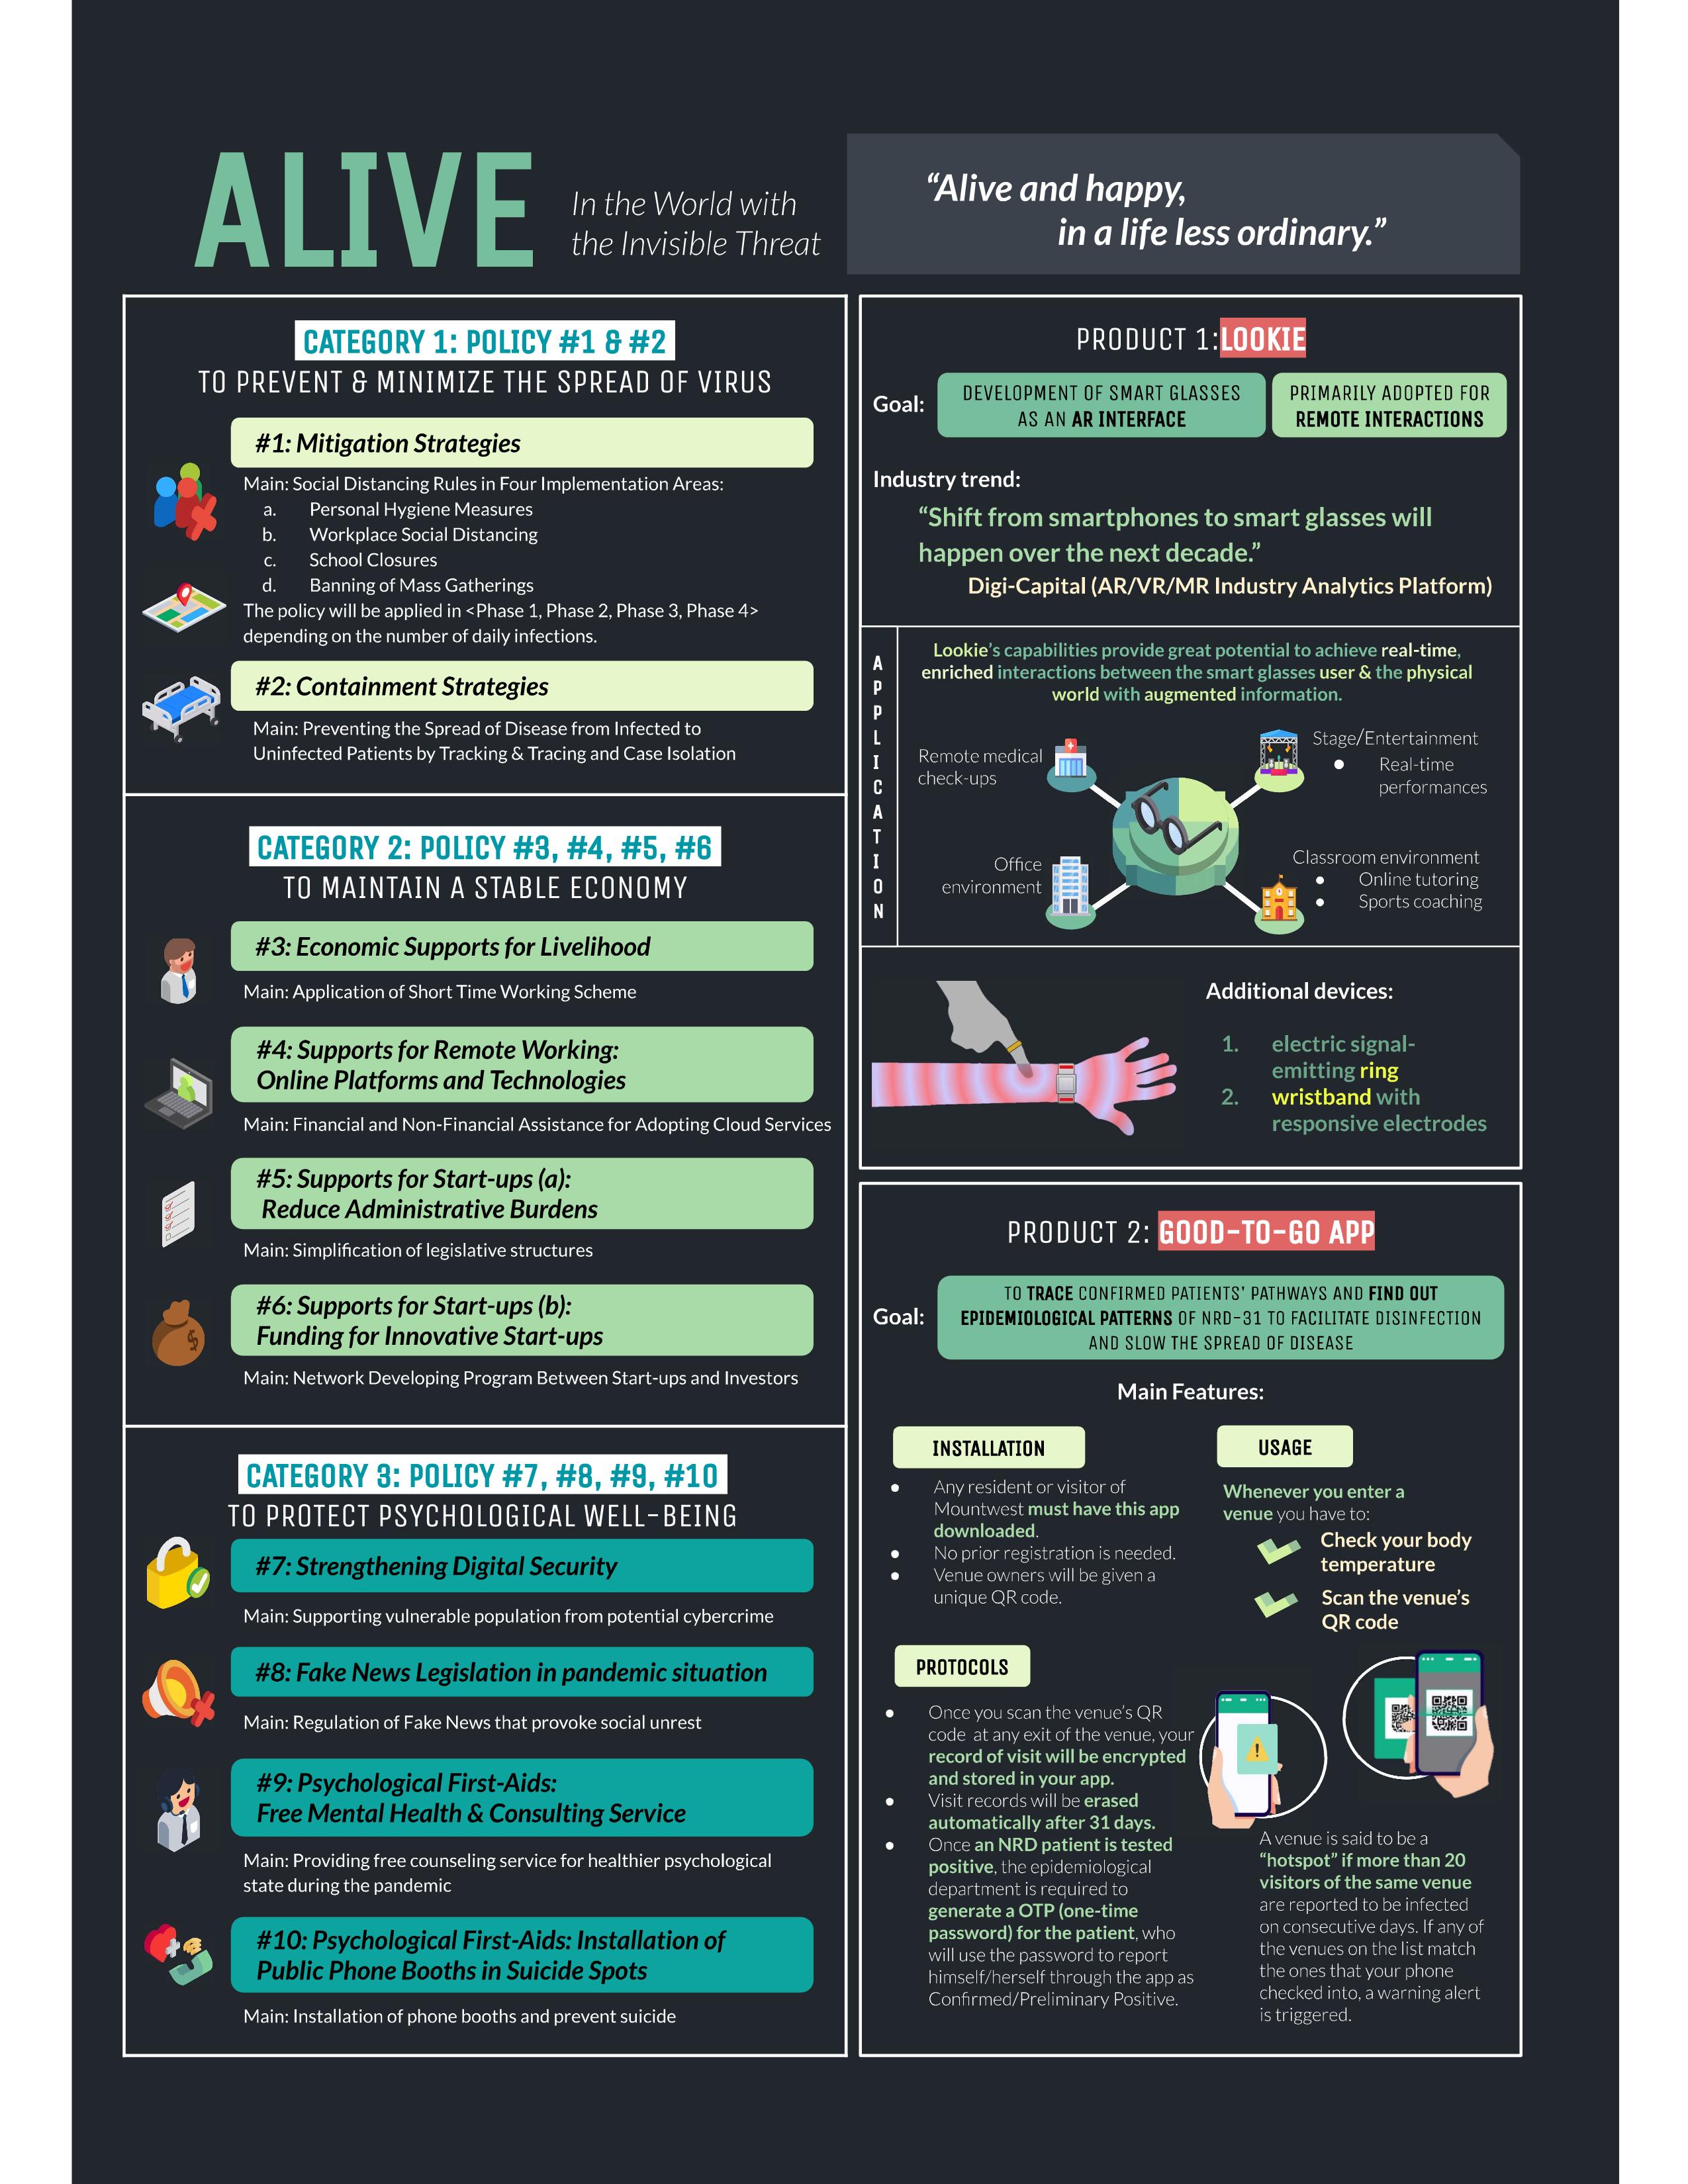 ALIVE
In the World with
the Invisible Threat
“Alive and happy,
in a life less ordinary.”
CATEGORY 1: POLICY #1 & #2
TO PREVENT & MINIMIZE THE SPREAD OF VIRUS
#1: Mitigation Strategies
Main: Social Distancing Rules in Four Implementation Areas:
a. Personal Hygiene Measures
b. Workplace Social Distancing
c. School Closures
d. Banning of Mass Gatherings
The policy will be applied in <Phase 1, Phase 2, Phase 3, Phase 4>
depending on the number of daily infections.
#2: Containment Strategies
Main: Preventing the Spread of Disease from Infected to
Uninfected Patients by Tracking & Tracing and Case Isolation
CATEGORY 2: POLICY #3, #4, #5, #6
TO MAINTAIN A STABLE ECONOMY
#3: Economic Supports for Livelihood
Main: Application of Short Time Working Scheme
#4: Supports for Remote Working:
Online Platforms and Technologies
Main: Financial and Non-Financial Assistance for Adopting Cloud Services
#5: Supports for Start-ups (a):
Reduce Administrative Burdens
Main: Simplification of legislative structures
#6: Supports for Start-ups (b):
Funding for Innovative Start-ups
Main: Network Developing Program Between Start-ups and Investors
CATEGORY 3: POLICY #7, #8, #9, #10
TO PROTECT PSYCHOLOGICAL WELL-BEING
#7: Strengthening Digital Security
Main: Supporting vulnerable population from potential cybercrime
#8: Fake News Legislation in pandemic situation
Main: Regulation of Fake News that provoke social unrest
#9: Psychological First-Aids:
Free Mental Health & Consulting Service
Main: Providing free counseling service for healthier psychological
state during the pandemic
#10: Psychological First-Aids: Installation of
Public Phone Booths in Suicide Spots
Main: Installation of phone booths and prevent suicide
PRODUCT 1: LOOKIE
Goal:
DEVELOPMENT OF SMART GLASSES
AS AN AR INTERFACE
PRIMARILY ADOPTED FOR
REMOTE INTERACTIONS
Industry trend:
“Shift from smartphones to smart glasses will
happen over the next decade.”
Digi-Capital (AR/VR/MR Industry Analytics Platform)
APPLICATION
Lookie’s capabilities provide great potential to achieve real-time,
enriched interactions between the smart glasses user & the physical
world with augmented information.
Remote medical
check-ups
Stage/Entertainment
● Real-time
performances
Office
environment
Classroom environment
● Online tutoring
● Sports coaching
Additional devices:
1. electric signal-
emitting ring
2. wristband with
responsive electrodes
PRODUCT 2: GOOD-TO-GO APP
Goal:
TO TRACE CONFIRMED PATIENTS’ PATHWAYS AND FIND OUT
EPIDEMIOLOGICAL PATTERNS OF NRD-31 TO FACILITATE DISINFECTION
AND SLOW THE SPREAD OF DISEASE
Main Features:
INSTALLATION
● Any resident or visitor of
Mountwest must have this app
downloaded.
● No prior registration is needed.
● Venue owners will be given a
unique QR code.
USAGE
Whenever you enter a
venue you have to:
Check your body
temperature
Scan the venue’s
QR code
PROTOCOLS
● Once you scan the venue’s QR
code at any exit of the venue, your
record of visit will be encrypted
and stored in your app.
● Visit records will be erased
automatically after 31 days.
● Once an NRD patient is tested
positive, the epidemiological
department is required to
generate a OTP (one-time
password) for the patient, who
will use the password to report
himself/herself through the app as
Confirmed/Preliminary Positive.
A venue is said to be a
“hotspot” if more than 20
visitors of the same venue
are reported to be infected
on consecutive days. If any of
the venues on the list match
the ones that your phone
checked into, a warning alert
is triggered.